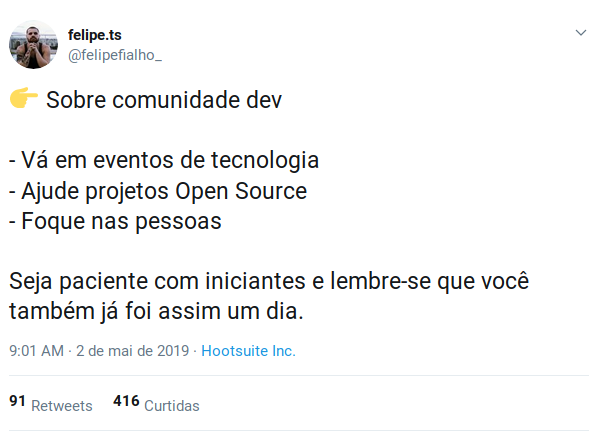 felipe.ts
@felipefialho_
👉 Sobre comunidade dev
- Vá em eventos de tecnologia
- Ajude projetos Open Source
- Foque nas pessoas
Seja paciente com iniciantes e lembre-se que você
também já foi assim um dia.
9:01 AM · 2 de mai de 2019 · Hootsuite Inc.
91 Retweets 416 Curtidas